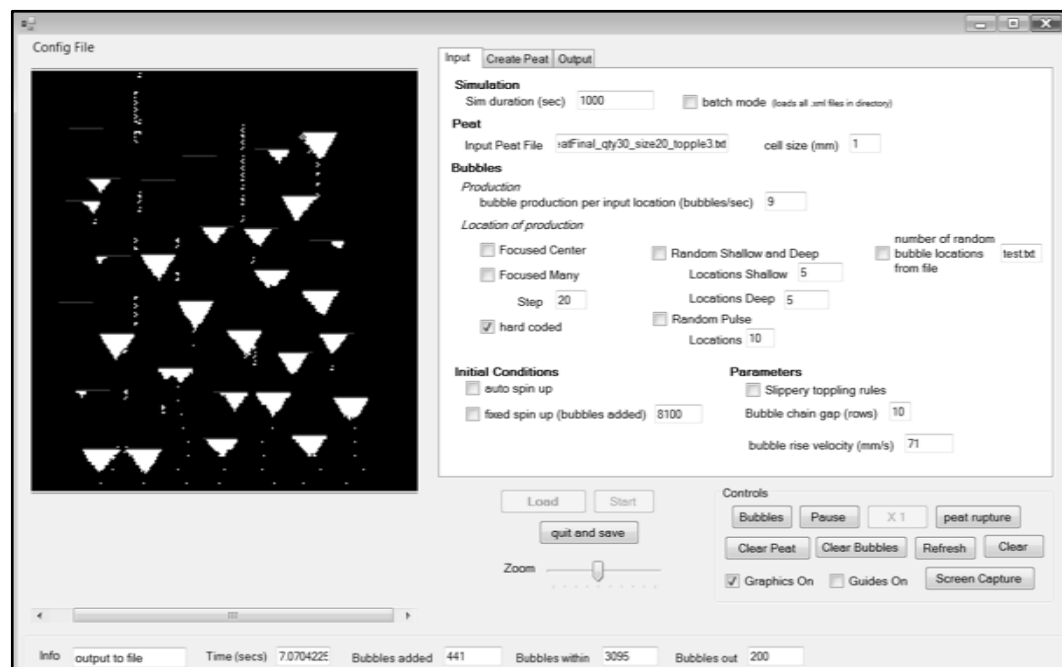 Config File
Input Create Peat Output
Simulation
Sim duration (sec) 1000 batch mode (loads all .xml files in directory)
Peat
Input Peat File eatFinal_qty30_size20_topple3.txt cell size (mm) 1
Bubbles
Production
bubble production per input location (bubbles/sec) 9
Location of production
Focused Center
Focused Many
Step 20
hard coded
Random Shallow and Deep
Locations Shallow 5
Locations Deep 5
Random Pulse
Locations 10
number of random
bubble locations test.txt
from file
Initial Conditions
auto spin up
fixed spin up (bubbles added) 8100
Parameters
Slippery toppling rules
Bubble chain gap (rows) 10
bubble rise velocity (mm/s) 71
Load Start
quit and save
Zoom
Controls
Bubbles Pause X 1 peat rupture
Clear Peat Clear Bubbles Refresh Clear
Graphics On Guides On Screen Capture
Info output to file Time (secs) 7.0704225 Bubbles added 441 Bubbles within 3095 Bubbles out 200